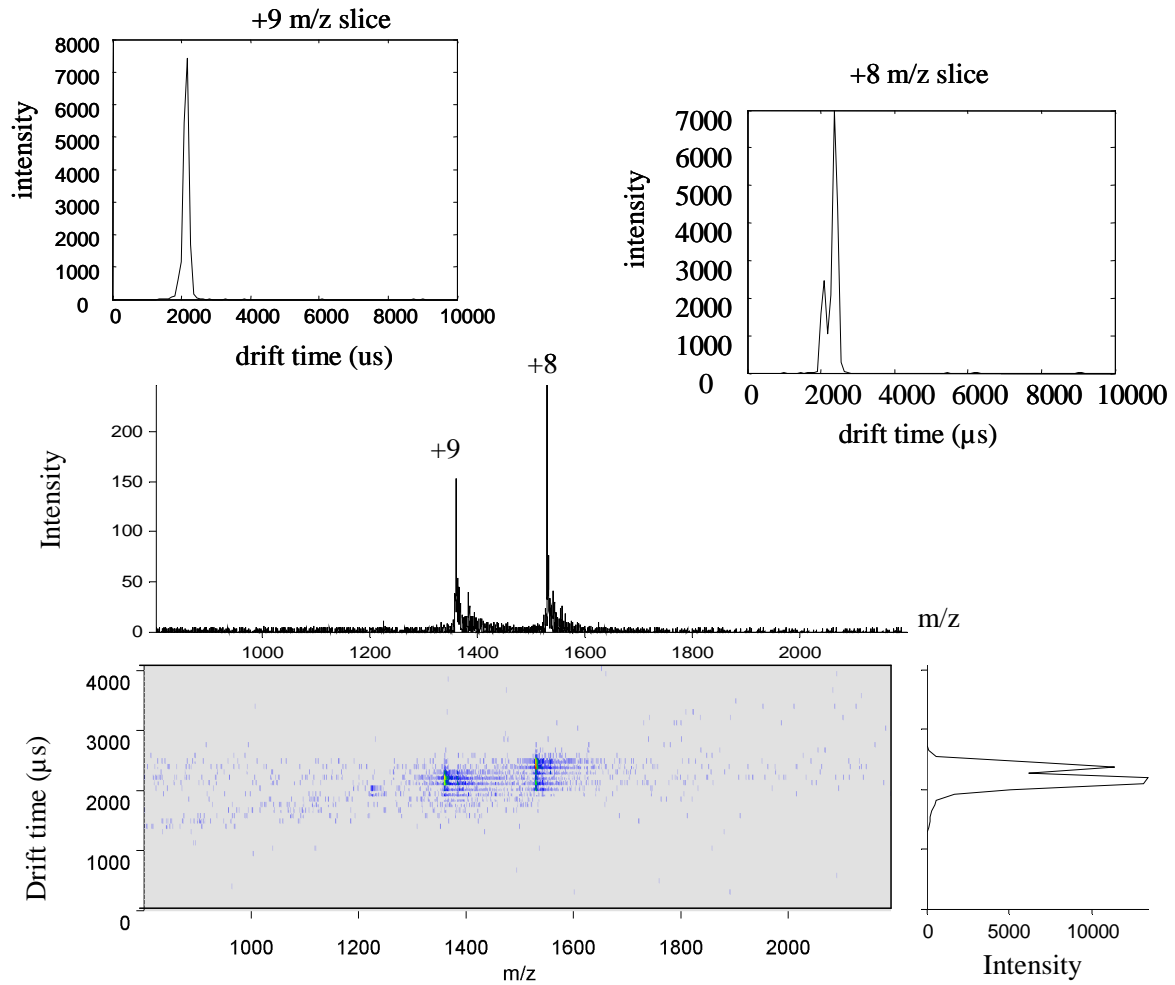 +9 m/z slice
8000
7000
6000
5000
4000
3000
2000
1000
0
intensity
0 2000 4000 6000 8000 10000
drift time (us)
+8 m/z slice
7000
6000
5000
4000
3000
2000
1000
0
intensity
0 2000 4000 6000 8000 10000
drift time (µs)
+8
+9
200
150
100
50
0
Intensity
m/z
1000 1200 1400 1600 1800 2000
4000
3000
2000
1000
0
Drift time (µs)
1000 1200 1400 1600 1800 2000
m/z
0 5000 10000
Intensity